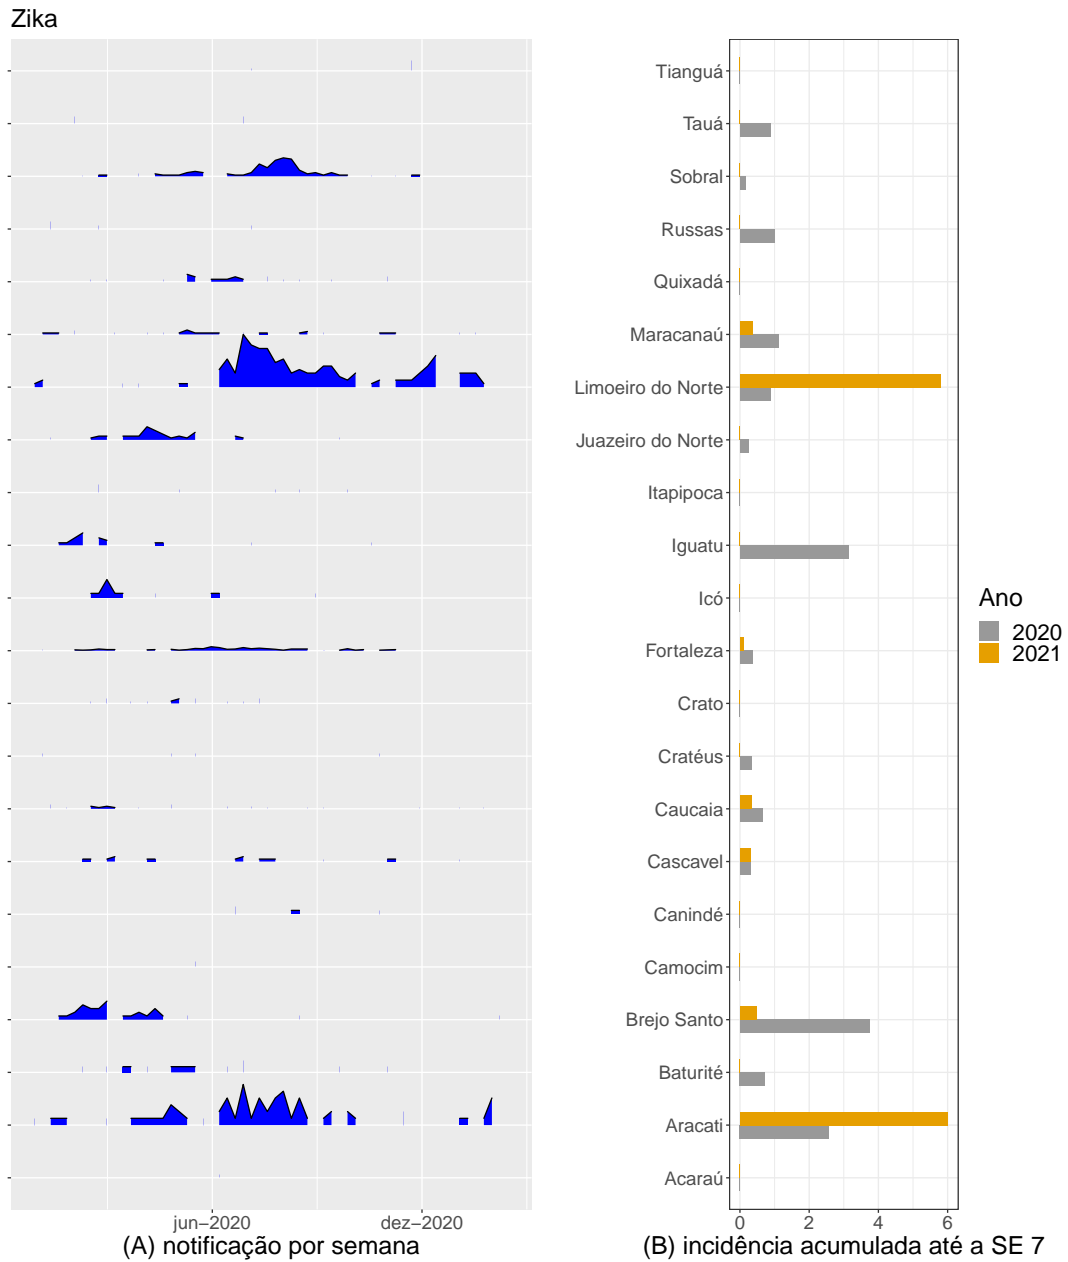 Zika
Tianguá
Tauá
Sobral
Russas
Quixadá
Maracanaú
Limoeiro do Norte
Juazeiro do Norte
Itapipoca
Iguatu
Icó
Fortaleza
Crato
Cratéus
Caucaia
Cascavel
Canindé
Camocim
Brejo Santo
Baturité
Aracati
Acaraú
Ano
2020
2021
jun−2020 dez−2020
0 2 4 6
(A) notificação por semana
(B) incidência acumulada até a SE 7